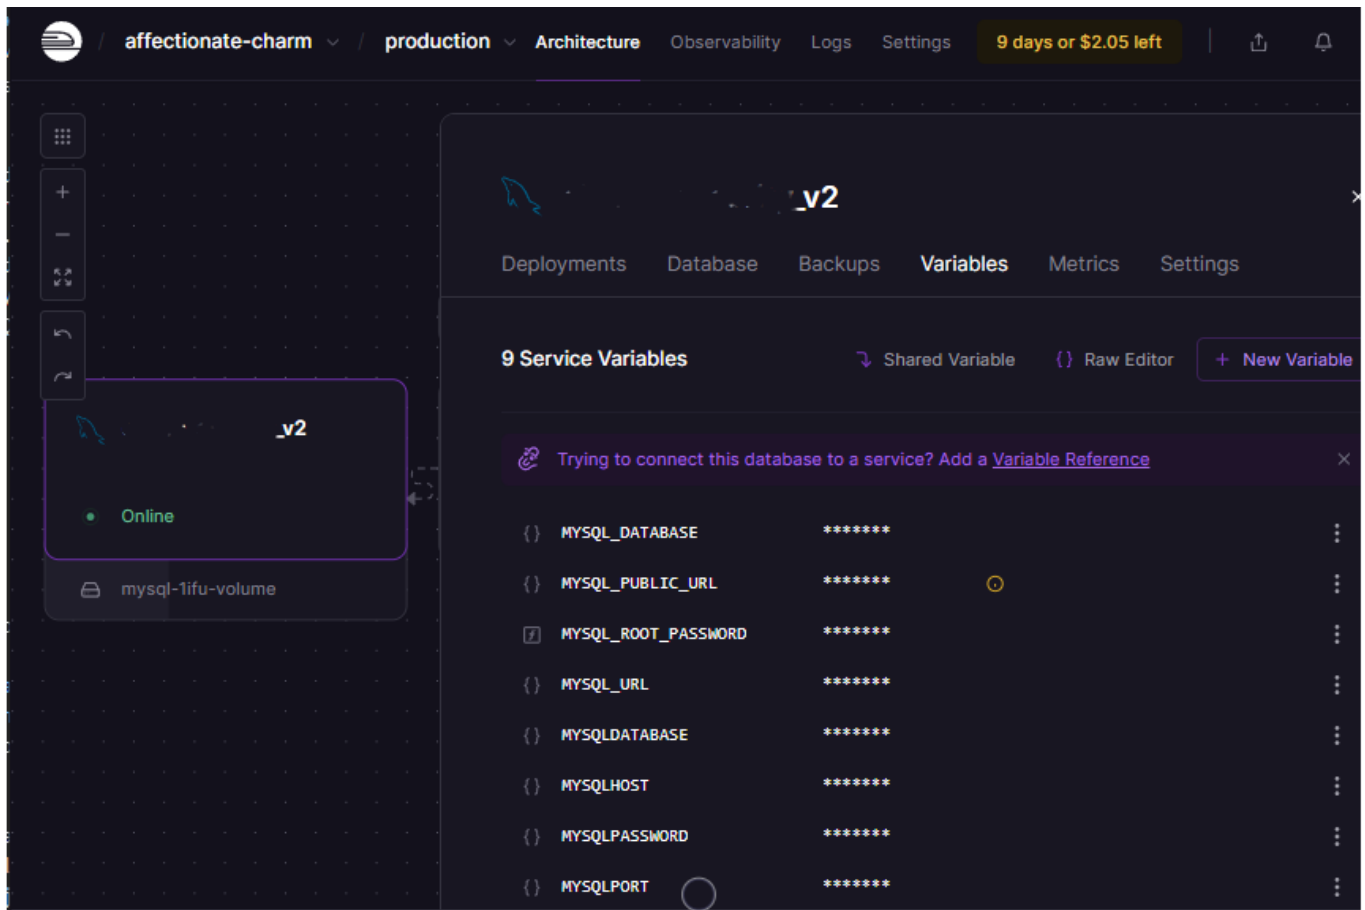 / affectionate-charm / production Architecture Observability Logs Settings 9 days or $2.05 left
_v2
Deployments Database Backups Variables Metrics Settings
9 Service Variables Shared Variable {} Raw Editor + New Variable
Trying to connect this database to a service? Add a Variable Reference
{} MYSQL_DATABASE *******
{} MYSQL_PUBLIC_URL *******
MYSQL_ROOT_PASSWORD *******
{} MYSQL_URL *******
{} MYSQLDATABASE *******
{} MYSQLHOST *******
{} MYSQLPASSWORD *******
{} MYSQLPORT *******
_v2
Online
mysql-1ifu-volume